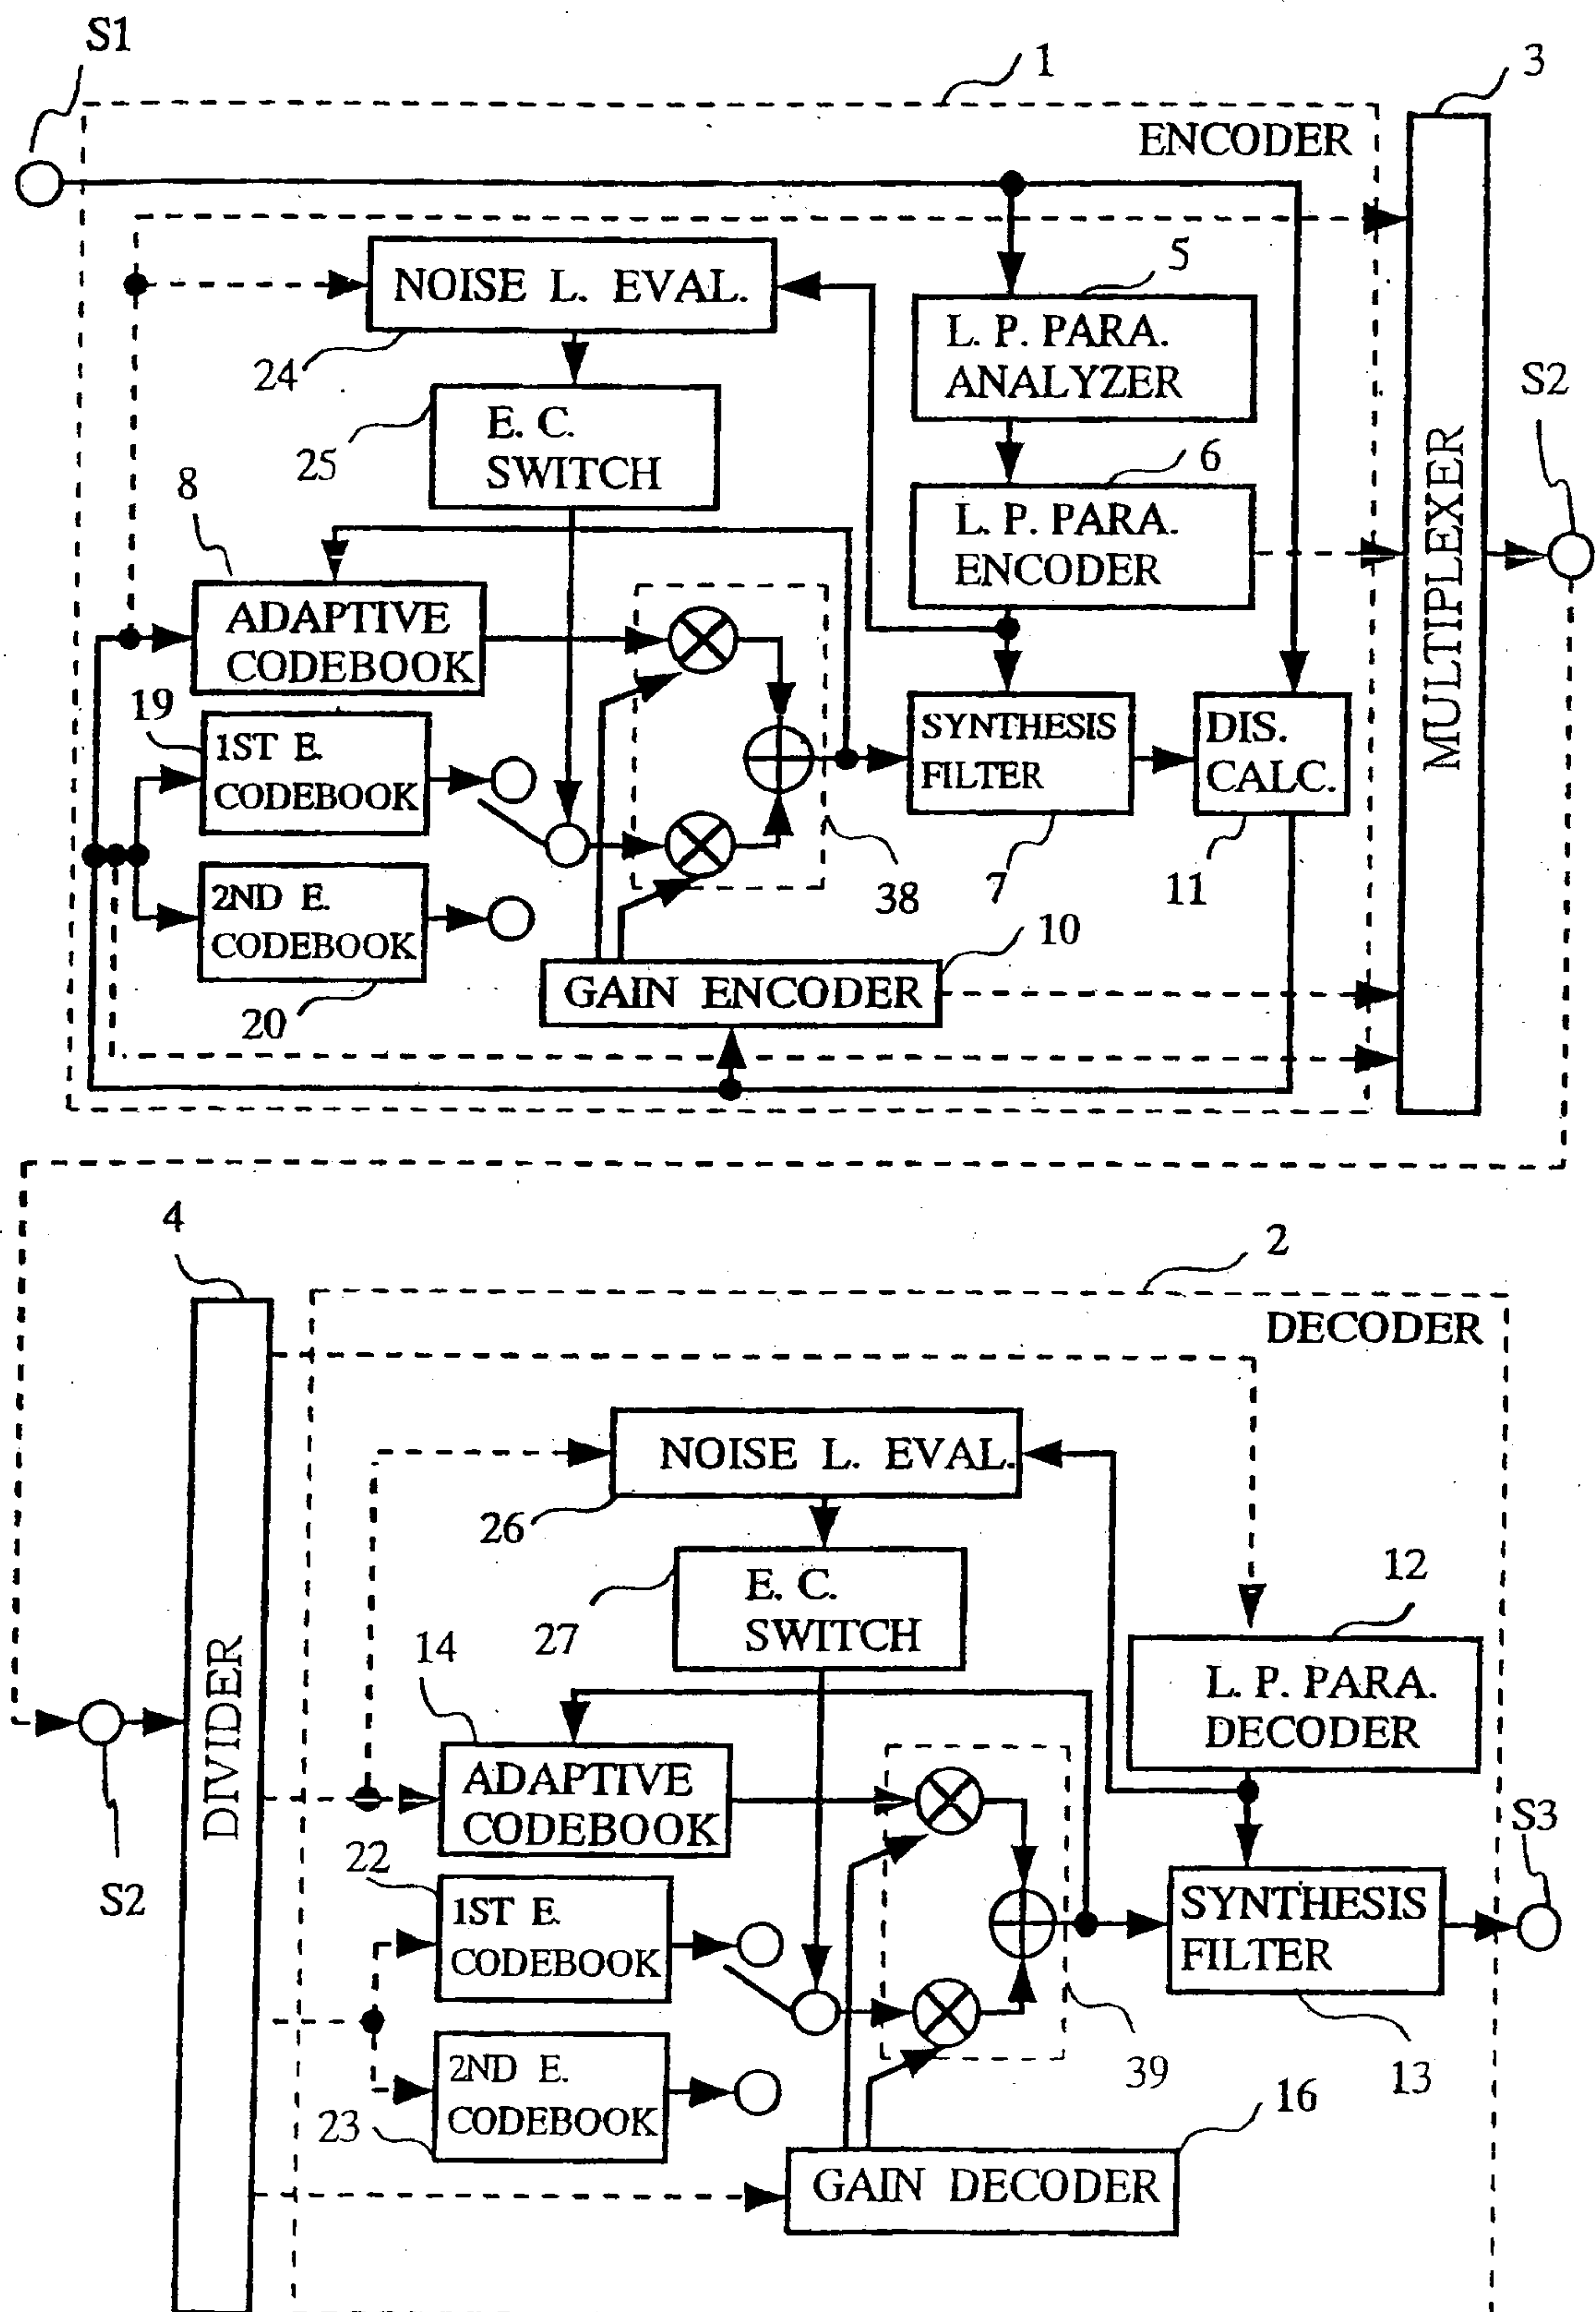 S1
1
3
ENCODER
NOISE L. EVAL.
5
24
L. P. PARA.
ANALYZER
S2
E. C.
SWITCH
25
6
8
L. P. PARA.
ENCODER
MULTIPLEXER
ADAPTIVE
CODEBOOK
19
1ST E.
CODEBOOK
SYNTHESIS
FILTER
DIS.
CALC.
38
7
11
2ND E.
CODEBOOK
10
20
GAIN ENCODER
4
2
DECODER
NOISE L. EVAL.
26
E. C.
SWITCH
27
12
14
L. P. PARA.
DECODER
DIVIDER
ADAPTIVE
CODEBOOK
S3
S2
22
1ST E.
CODEBOOK
SYNTHESIS
FILTER
39
13
2ND E.
CODEBOOK
23
16
GAIN DECODER